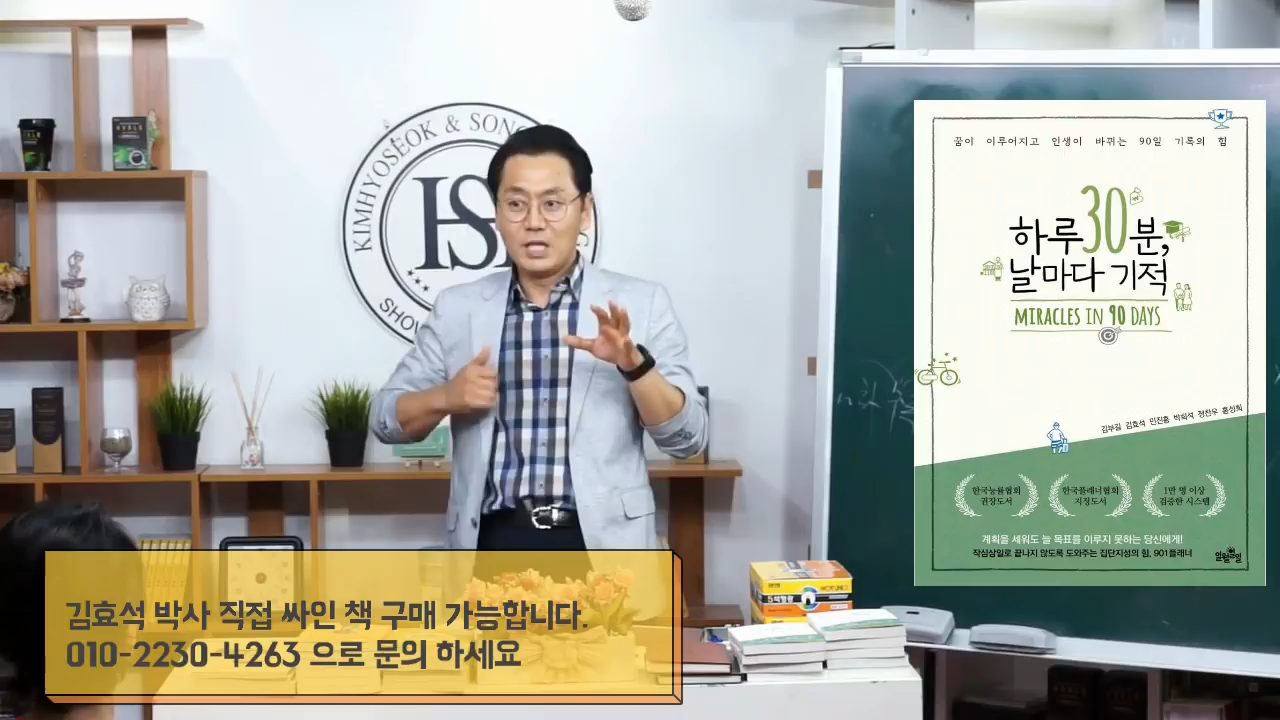 KIMHYOSEOK & SONG
HS
SHOW
꿈이 이루어지고 인생이 바뀌는 90일 기록의 힘
하루 30분,
날마다 기적
MIRACLES IN 90 DAYS
김부길 김효석 민진홍 박희석 정찬우 홍성희
한국능률협회
권장도서
한국플래너협회
지정도서
1만 명 이상
검증한 시스템
계획을 세워도 늘 목표를 이루지 못하는 당신에게!
작심삼일로 끝나지 않도록 도와주는 집단지성의 힘, 901플래너
김효석 박사 직접 싸인 책 구매 가능합니다.
010-2230-4263 으로 문의 하세요